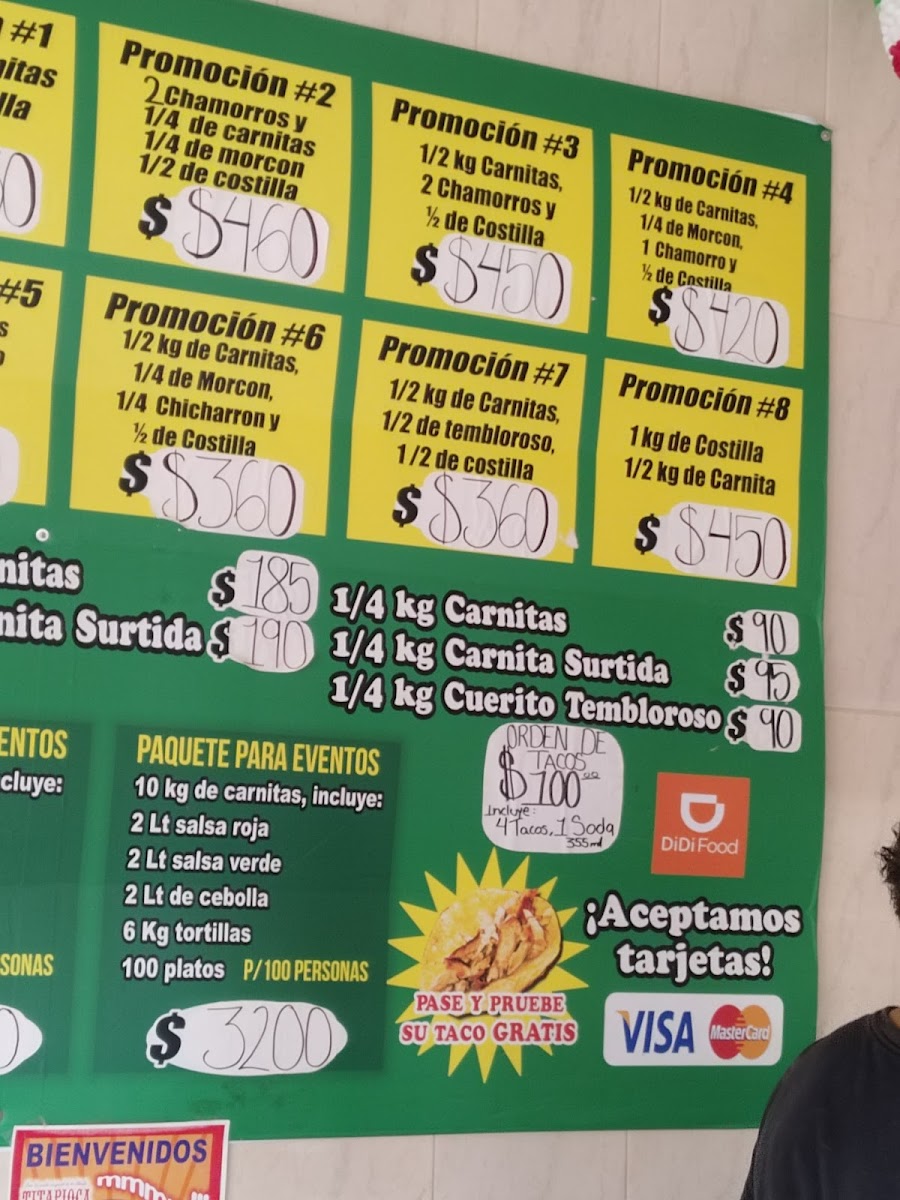 #1
Promoción #2
2 Chamorros y
1/4 de carnitas
1/4 de morcon
1/2 de costilla
$ $460
Promoción #3
1/2 kg Carnitas,
2 Chamorros y
½ de Costilla
$ $450
Promoción #4
1/2 kg de Carnitas,
1/4 de Morcon,
1 Chamorro y
½ de Costilla
$ $420
#5
Promoción #6
1/2 kg de Carnitas,
1/4 de Morcon,
1/4 Chicharron y
½ de Costilla
$ $360
Promoción #7
1/2 kg de Carnitas,
1/2 de tembloroso,
1/2 de costilla
$ $360
Promoción #8
1 kg de Costilla
1/2 kg de Carnita
$ $450
nitas $ 185
nita Surtida $ 190
1/4 kg Carnitas $ 90
1/4 kg Carnita Surtida $ 95
1/4 kg Cuerito Tembloroso $ 90
ENTOS
cluye:
SONAS
PAQUETE PARA EVENTOS
10 kg de carnitas, incluye:
2 Lt salsa roja
2 Lt salsa verde
2 Lt de cebolla
6 Kg tortillas
100 platos P/100 PERSONAS
$ 3200
ORDEN DE
TACOS
$100.00
Incluye:
4 Tacos, 1 Soda
355 ml
DiDi Food
PASE Y PRUEBE
SU TACO GRATIS
¡Aceptamos
tarjetas!
VISA MasterCard
BIENVENIDOS
TITAPIOCA